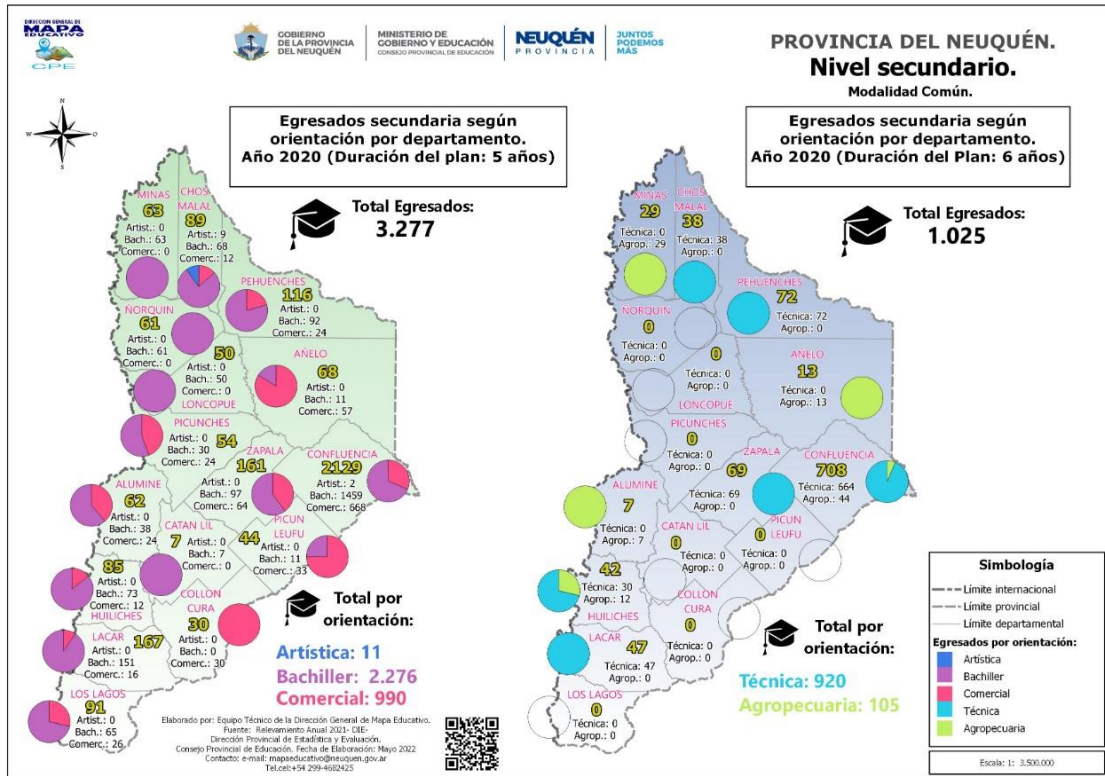 DIRECCION GENERAL DE
MAPA
EDUCATIVO
CPE
GOBIERNO
DE LA PROVINCIA
DEL NEUQUÉN
MINISTERIO DE
GOBIERNO Y EDUCACIÓN
CONSEJO PROVINCIAL DE EDUCACIÓN
NEUQUÉN
PROVINCIA
JUNTOS
PODEMOS
MÁS
PROVINCIA DEL NEUQUÉN.
Nivel secundario.
Modalidad Común.
N
W
O
S
Egresados secundaria según
orientación por departamento.
Año 2020 (Duración del plan: 5 años)
Total Egresados:
3.277
MINAS
63
Artist.: 0
Bach.: 63
Comerc.: 0
CHOS
MALAL
89
Artist.: 9
Bach.: 68
Comerc.: 12
PEHUENCHES
116
Artist.: 0
Bach.: 92
Comerc.: 24
ÑORQUIN
61
Artist.: 0
Bach.: 61
Comerc.: 0
50
Artist.: 0
Bach.: 50
Comerc.: 0
LONCOPUE
AÑELO
68
Artist.: 0
Bach.: 11
Comerc.: 57
PICUNCHES
54
Artist.: 0
Bach.: 30
Comerc.: 24
ZAPALA
161
Artist.: 0
Bach.: 97
Comerc.: 64
CONFLUENCIA
2129
Artist.: 2
Bach.: 1459
Comerc.: 668
ALUMINE
62
Artist.: 0
Bach.: 38
Comerc.: 24
CATAN LIL
7
Artist.: 0
Bach.: 7
Comerc.: 0
PICUN
LEUFU
44
Artist.: 0
Bach.: 11
Comerc.: 33
85
Artist.: 0
Bach.: 73
Comerc.: 12
HUILICHES
COLLON
CURA
30
Artist.: 0
Bach.: 0
Comerc.: 30
LACAR
167
Artist.: 0
Bach.: 151
Comerc.: 16
LOS LAGOS
91
Artist.: 0
Bach.: 65
Comerc.: 26
Total por
orientación:
Artística: 11
Bachiller: 2.276
Comercial: 990
Elaborado por: Equipo Técnico de la Dirección General de Mapa Educativo.
Fuente: Relevamiento Anual 2021- DIE-
Dirección Provincial de Estadística y Evaluación.
Consejo Provincial de Educación. Fecha de Elaboración: Mayo 2022
Contacto: e-mail: mapaeducativo@neuquen.gov.ar
Tel.cel:+54 299-4682425
Egresados secundaria según
orientación por departamento.
Año 2020 (Duración del Plan: 6 años)
Total Egresados:
1.025
MINAS
29
Técnica: 0
Agrop.: 29
CHOS
MALAL
38
Técnica: 38
Agrop.: 0
PEHUENCHES
72
Técnica: 72
Agrop.: 0
ÑORQUIN
0
Técnica: 0
Agrop.: 0
0
Técnica: 0
Agrop.: 0
LONCOPUE
AÑELO
13
Técnica: 0
Agrop.: 13
PICUNCHES
0
Técnica: 0
Agrop.: 0
ZAPALA
69
Técnica: 69
Agrop.: 0
CONFLUENCIA
708
Técnica: 664
Agrop.: 44
ALUMINE
7
Técnica: 0
Agrop.: 7
CATAN LIL
0
Técnica: 0
Agrop.: 0
PICUN
LEUFU
0
Técnica: 0
Agrop.: 0
42
Técnica: 30
Agrop.: 12
HUILICHES
COLLON
CURA
0
Técnica: 0
Agrop.: 0
LACAR
47
Técnica: 47
Agrop.: 0
LOS LAGOS
0
Técnica: 0
Agrop.: 0
Total por
orientación:
Técnica: 920
Agropecuaria: 105
Simbología
Límite internacional
Límite provincial
Límite departamental
Egresados por orientación:
Artística
Bachiller
Comercial
Técnica
Agropecuaria
Escala: 1: 3.500.000